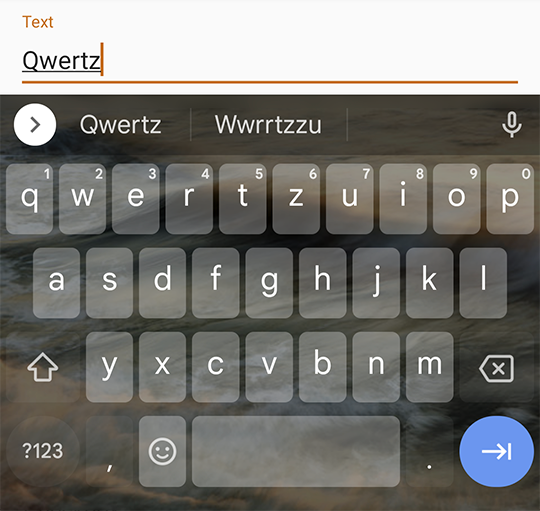 Text
Qwertz
Qwertz Wwrrtzzu
1 2 3 4 5 6 7 8 9 0
q w e r t z u i o p
a s d f g h j k l
y x c v b n m
?123 , .